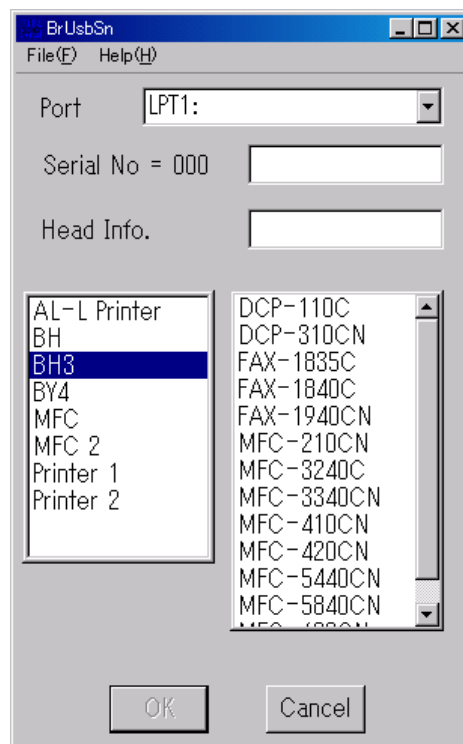 BrUsbSn
File(F) Help(H)
Port LPT1:
Serial No = 000
Head Info.
AL-L Printer
BH
BH3
BY4
MFC
MFC 2
Printer 1
Printer 2
DCP-110C
DCP-310CN
FAX-1835C
FAX-1840C
FAX-1940CN
MFC-210CN
MFC-3240C
MFC-3340CN
MFC-410CN
MFC-420CN
MFC-5440CN
MFC-5840CN
OK Cancel